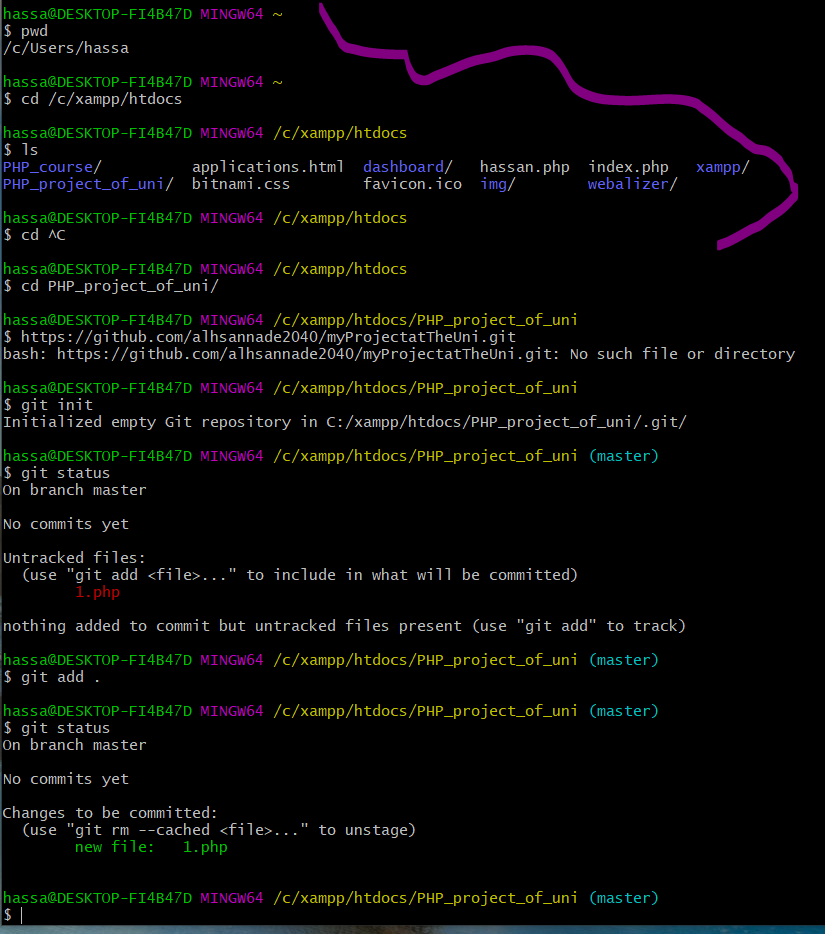 hassa@DESKTOP-FI4B47D MINGW64 ~
$ pwd
/c/Users/hassa
hassa@DESKTOP-FI4B47D MINGW64 ~
$ cd /c/xampp/htdocs
hassa@DESKTOP-FI4B47D MINGW64 /c/xampp/htdocs
$ ls
PHP_course/ applications.html dashboard/ hassan.php index.php xampp/
PHP_project_of_uni/ bitnami.css favicon.ico img/ webalizer/
hassa@DESKTOP-FI4B47D MINGW64 /c/xampp/htdocs
$ cd ^C
hassa@DESKTOP-FI4B47D MINGW64 /c/xampp/htdocs
$ cd PHP_project_of_uni/
hassa@DESKTOP-FI4B47D MINGW64 /c/xampp/htdocs/PHP_project_of_uni
$ https://github.com/alhsannade2040/myProjectatTheUni.git
bash: https://github.com/alhsannade2040/myProjectatTheUni.git: No such file or directory
hassa@DESKTOP-FI4B47D MINGW64 /c/xampp/htdocs/PHP_project_of_uni
$ git init
Initialized empty Git repository in C:/xampp/htdocs/PHP_project_of_uni/.git/
hassa@DESKTOP-FI4B47D MINGW64 /c/xampp/htdocs/PHP_project_of_uni (master)
$ git status
On branch master
No commits yet
Untracked files:
(use "git add <file>..." to include in what will be committed)
1.php
nothing added to commit but untracked files present (use "git add" to track)
hassa@DESKTOP-FI4B47D MINGW64 /c/xampp/htdocs/PHP_project_of_uni (master)
$ git add .
hassa@DESKTOP-FI4B47D MINGW64 /c/xampp/htdocs/PHP_project_of_uni (master)
$ git status
On branch master
No commits yet
Changes to be committed:
(use "git rm --cached <file>..." to unstage)
new file: 1.php
hassa@DESKTOP-FI4B47D MINGW64 /c/xampp/htdocs/PHP_project_of_uni (master)
$